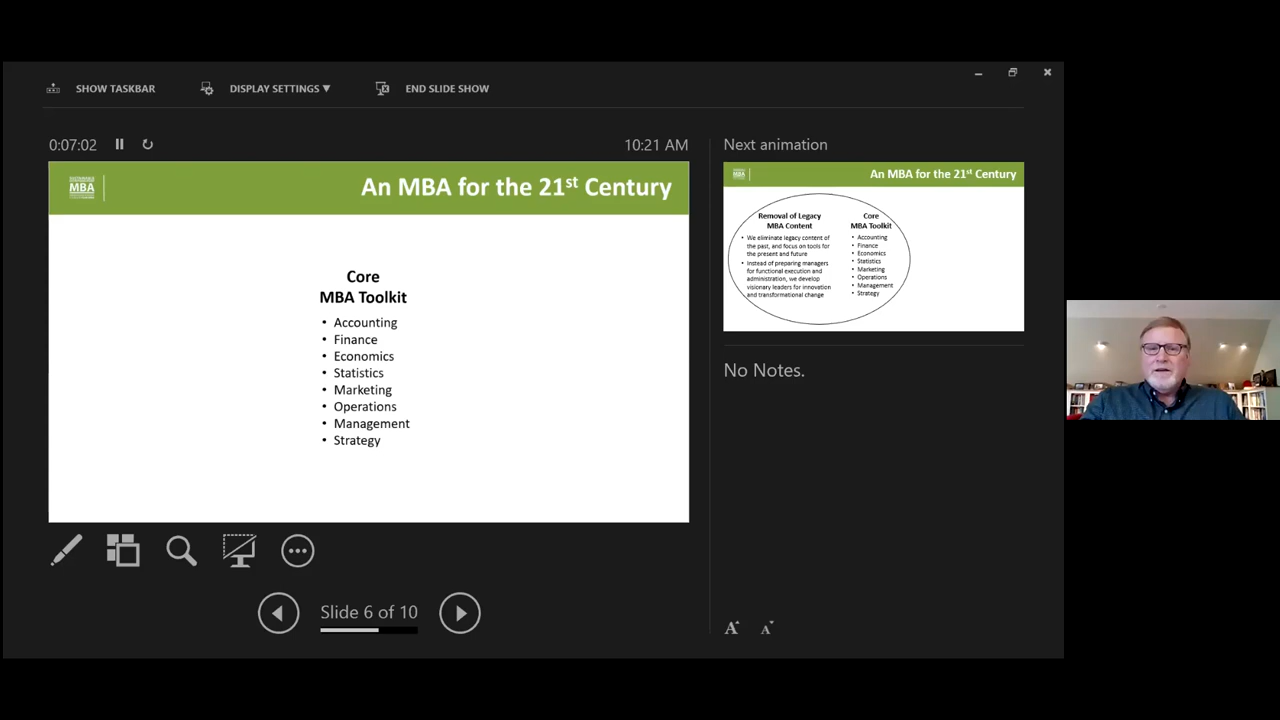 SHOW TASKBAR
DISPLAY SETTINGS ▼
END SLIDE SHOW
0:07:02
10:21 AM
MBA
An MBA for the 21st Century
Core
MBA Toolkit
• Accounting
• Finance
• Economics
• Statistics
• Marketing
• Operations
• Management
• Strategy
Slide 6 of 10
Next animation
MBA
An MBA for the 21st Century
Removal of Legacy
MBA Content
• We eliminate legacy content of
the past, and focus on tools for
the present and future
• Instead of preparing managers
for functional execution and
administration, we develop
visionary leaders for innovation
and transformational change
Core
MBA Toolkit
• Accounting
• Finance
• Economics
• Statistics
• Marketing
• Operations
• Management
• Strategy
No Notes.
A A